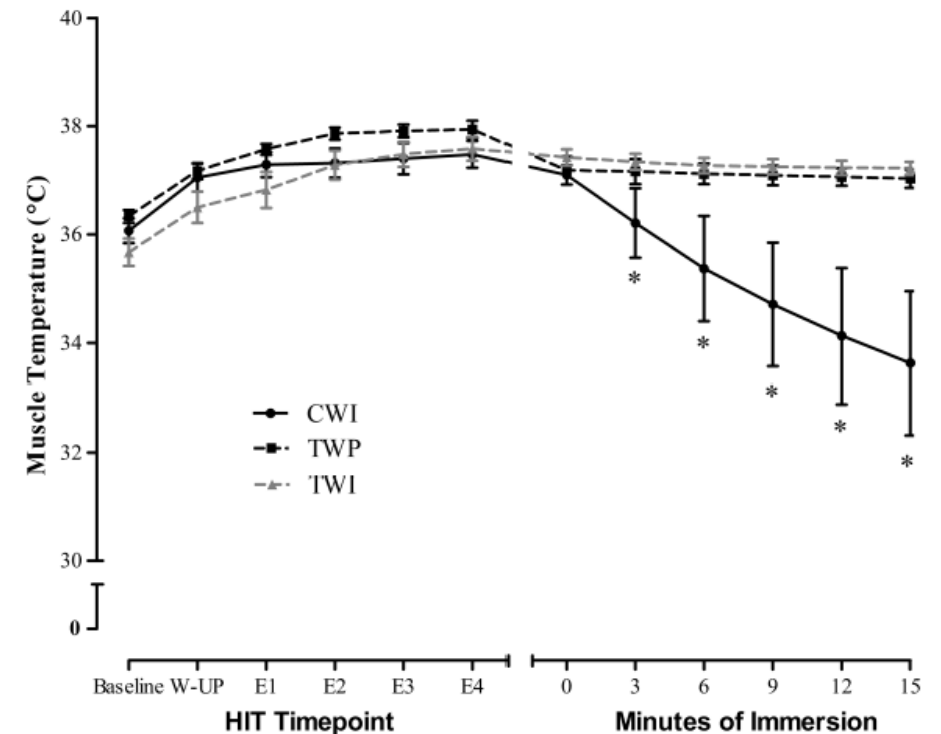 40
38
36
34
32
30
0
Muscle Temperature (°C)
CWI
TWP
TWI
*
*
*
*
*
Baseline W-UP E1 E2 E3 E4 0 3 6 9 12 15
HIT Timepoint Minutes of Immersion